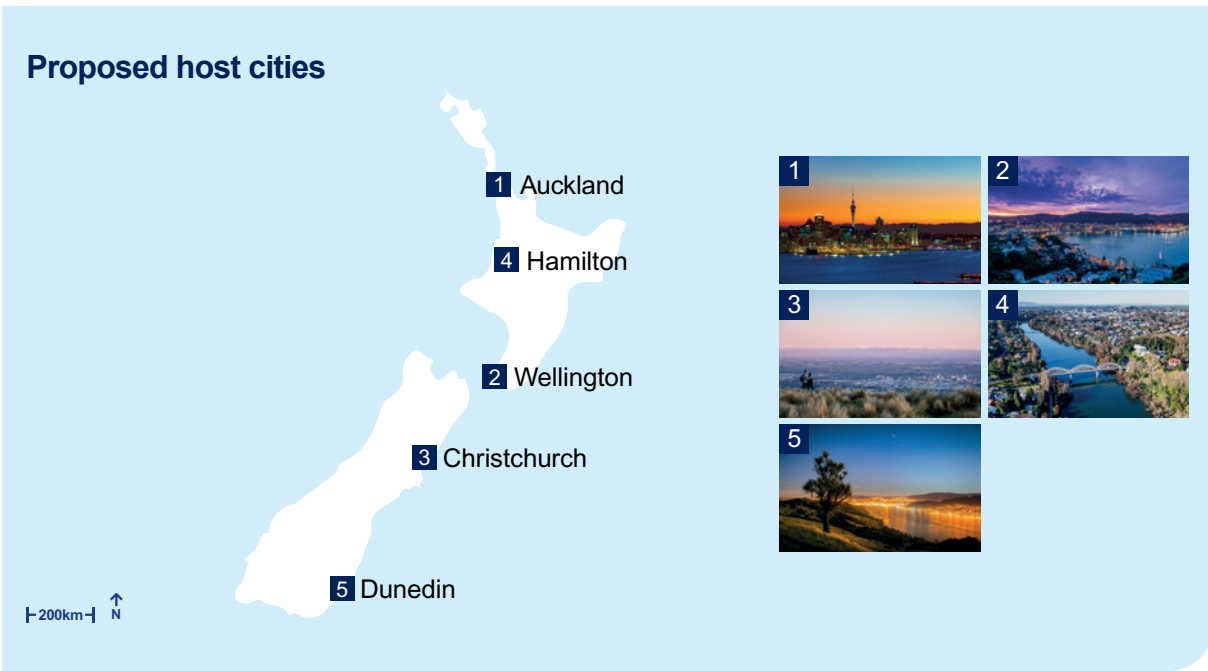 Proposed host cities
1 Auckland
4 Hamilton
2 Wellington
3 Christchurch
5 Dunedin
200km
N
1
2
3
4
5